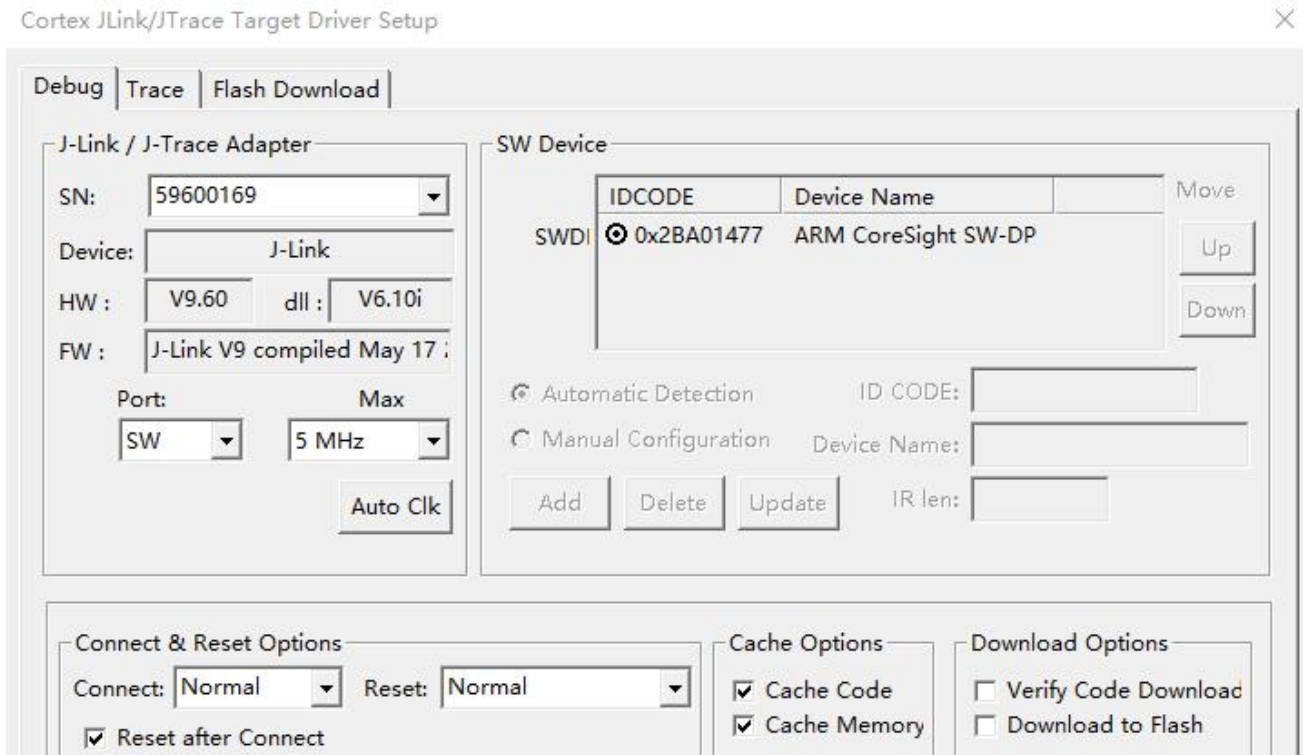 Cortex JLink/JTrace Target Driver Setup
Debug Trace Flash Download
J-Link / J-Trace Adapter
SN: 59600169
Device: J-Link
HW : V9.60 dll : V6.10i
FW : J-Link V9 compiled May 17
Port: Max
SW 5 MHz
Auto Clk
SW Device
IDCODE Device Name
SWDI 0x2BA01477 ARM CoreSight SW-DP
Move
Up
Down
Automatic Detection ID CODE:
Manual Configuration Device Name:
Add Delete Update IR len:
Connect & Reset Options
Connect: Normal Reset: Normal
Reset after Connect
Cache Options
Cache Code
Cache Memory
Download Options
Verify Code Download
Download to Flash